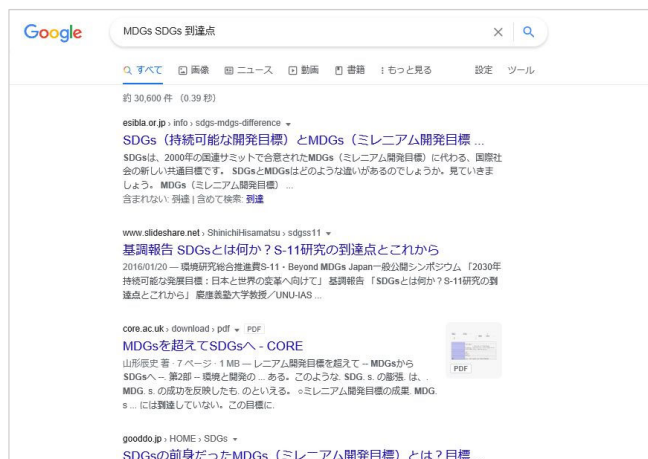 Google
MDGs SDGs 到達点
すべて 画像 ニュース 動画 書籍 もっと見る 設定 ツール
約 30,600 件 （0.39 秒）
esibla.or.jp › info › sdgs-mdgs-difference
SDGs（持続可能な開発目標）とMDGs（ミレニアム開発目標 ...
SDGsは、2000年の国連サミットで合意されたMDGs（ミレニアム開発目標）に代わる、国際社
会の新しい共通目標です。 SDGsとMDGsはどのような違いがあるのでしょうか。見ていきま
しょう。 MDGs（ミレニアム開発目標） ...
含まれない: 到達 | 含めて検索: 到達
www.slideshare.net › ShinichiHisamatsu › sdgss11
基調報告 SDGsとは何か？S-11研究の到達点とこれから
2016/01/20 — 環境研究総合推進費S-11・Beyond MDGs Japan一般公開シンポジウム 「2030年
持続可能な発展目標：日本と世界の変革へ向けて」 基調報告 「SDGsとは何か？S-11研究の到
達点とこれから」 慶應義塾大学教授／UNU-IAS ...
core.ac.uk › download › pdf PDF
MDGsを超えてSDGsへ - CORE
山形辰史 著 · 7 ページ · 1 MB — レニアム開発目標を超えて -- MDGsから
SDGsへ --. 第2部 -- 環境と開発の ... ある。このような. SDG. s. の膨張. は、.
MDG. s. の成功を反映したも. のといえる。 ○ミレニアム開発目標の成果. MDG.
s ... には到達していない。この目標に.
PDF
gooddo.jp › HOME › SDGs
SDGsの前身だったMDGs（ミレニアム開発目標）とは？目標 ...